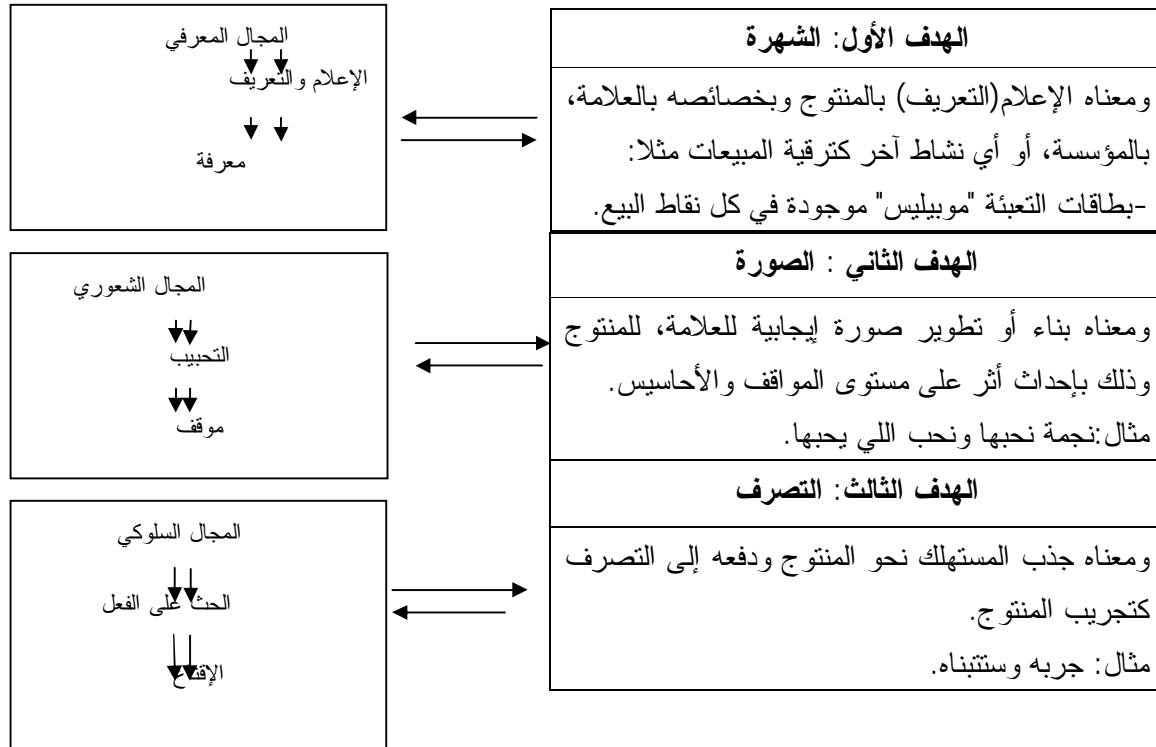 الهدف الأول: الشهرة
ومعناه الإعلام(التعريف) بالمنتوج وبخصائصه بالعلامة،
بالمؤسسة، أو أي نشاط آخر كترقية المبيعات مثلا:
-بطاقات التعبئة "موبيليس" موجودة في كل نقاط البيع.
المجال المعرفي
الإعلام والتعريف
معرفة
الهدف الثاني : الصورة
ومعناه بناء أو تطوير صورة إيجابية للعلامة، للمنتوج
وذلك بإحداث أثر على مستوى المواقف والأحاسيس.
مثال:نجمة نحبها ونحب اللي يحبها.
المجال الشعوري
التحبيب
موقف
الهدف الثالث: التصرف
ومعناه جذب المستهلك نحو المنتوج ودفعه إلى التصرف
كتجريب المنتوج.
مثال: جربه وستتبناه.
المجال السلوكي
الحث على الفعل
الإقناع